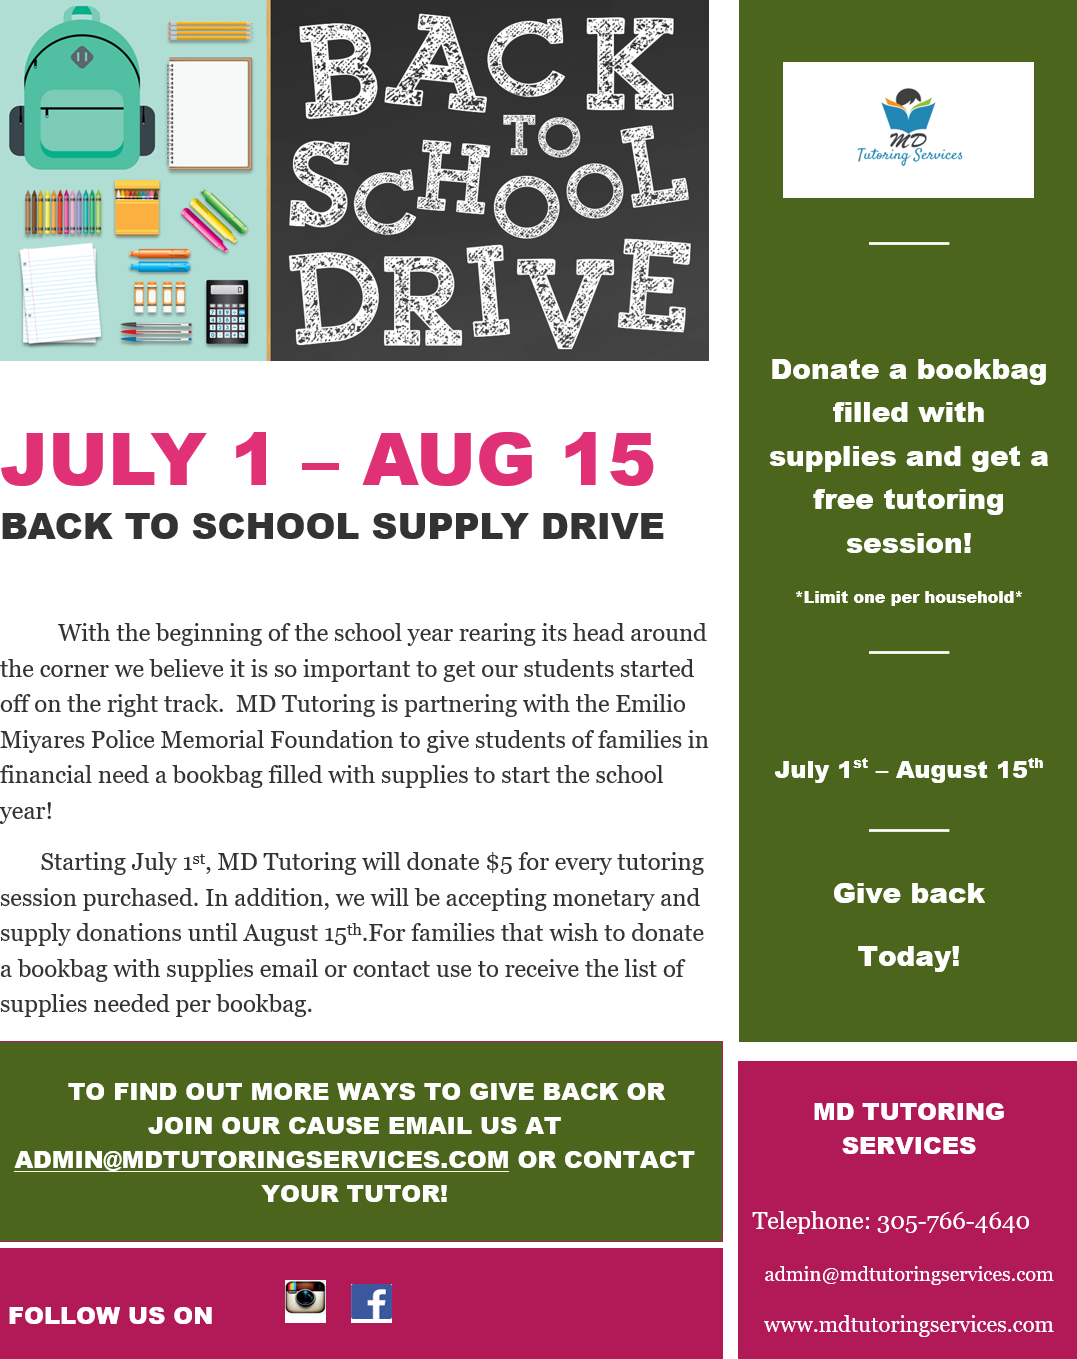 BACK
TO
SCHOOL
DRIVE
JULY 1 – AUG 15
BACK TO SCHOOL SUPPLY DRIVE
With the beginning of the school year rearing its head around
the corner we believe it is so important to get our students started
off on the right track.  MD Tutoring is partnering with the Emilio
Miyares Police Memorial Foundation to give students of families in
financial need a bookbag filled with supplies to start the school
year!
Starting July 1st, MD Tutoring will donate $5 for every tutoring
session purchased. In addition, we will be accepting monetary and
supply donations until August 15th.For families that wish to donate
a bookbag with supplies email or contact use to receive the list of
supplies needed per bookbag.
TO FIND OUT MORE WAYS TO GIVE BACK OR
JOIN OUR CAUSE EMAIL US AT
ADMIN@MDTUTORINGSERVICES.COM OR CONTACT
YOUR TUTOR!
FOLLOW US ON
MD
Tutoring Services
Donate a bookbag
filled with
supplies and get a
free tutoring
session!
*Limit one per household*
July 1st – August 15th
Give back
Today!
MD TUTORING
SERVICES
Telephone: 305-766-4640
admin@mdtutoringservices.com
www.mdtutoringservices.com